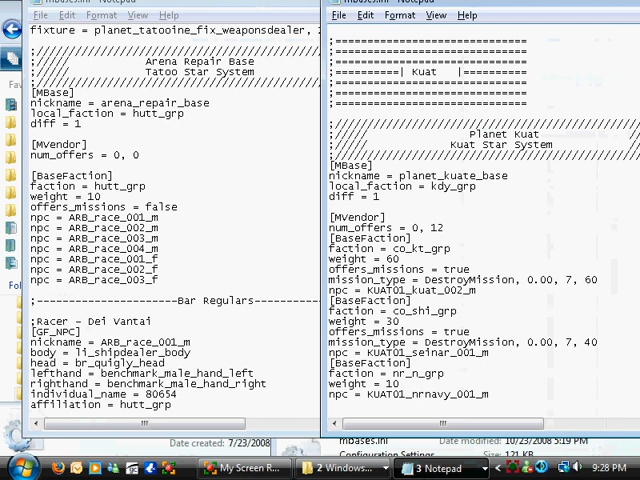 mbases.ini - Notepad
File Edit Format View Help
fixture = planet_tatooine_fix_weaponsdealer,
;///////////////////////////////////////////////////
;///// Arena Repair Base
;///// Tatoo Star System
;///////////////////////////////////////////////////
[MBase]
nickname = arena_repair_base
local_faction = hutt_grp
diff = 1
[MVendor]
num_offers = 0, 0
[BaseFaction]
faction = hutt_grp
weight = 10
offers_missions = false
npc = ARB_race_001_m
npc = ARB_race_002_m
npc = ARB_race_003_m
npc = ARB_race_004_m
npc = ARB_race_001_f
npc = ARB_race_002_f
npc = ARB_race_003_f
;--------------------Bar Regulars------------
;Racer - Dei Vantai
[GF_NPC]
nickname = ARB_race_001_m
body = li_shipdealer_body
head = br_quigly_head
lefthand = benchmark_male_hand_left
righthand = benchmark_male_hand_right
individual_name = 80654
affiliation = hutt_grp
mbases.ini - Notepad
File Edit Format View Help
;===========================
;===========================
;===========================
;==========| Kuat |=========
;===========================
;===========================
;===========================
;///////////////////////////////////////////
;///// Planet Kuat /
;///// Kuat Star System //
;///////////////////////////////////////////
[MBase]
nickname = planet_kuate_base
local_faction = kdy_grp
diff = 1
[MVendor]
num_offers = 0, 12
[BaseFaction]
faction = co_kt_grp
weight = 60
offers_missions = true
mission_type = DestroyMission, 0.00, 7, 60
npc = KUAT01_kuat_002_m
[BaseFaction]
faction = co_shi_grp
weight = 30
offers_missions = true
mission_type = DestroyMission, 0.00, 7, 40
npc = KUAT01_seinar_001_m
[BaseFaction]
faction = nr_n_grp
weight = 10
npc = KUAT01_nrnavy_001_m
Fav
Fol
Date created: 7/23/2008
mbases.ini 10/23/2008 5:19 PM
Configuration Settings 121 KB
My Screen R... 2 Windows... 3 Notepad 9:28 PM